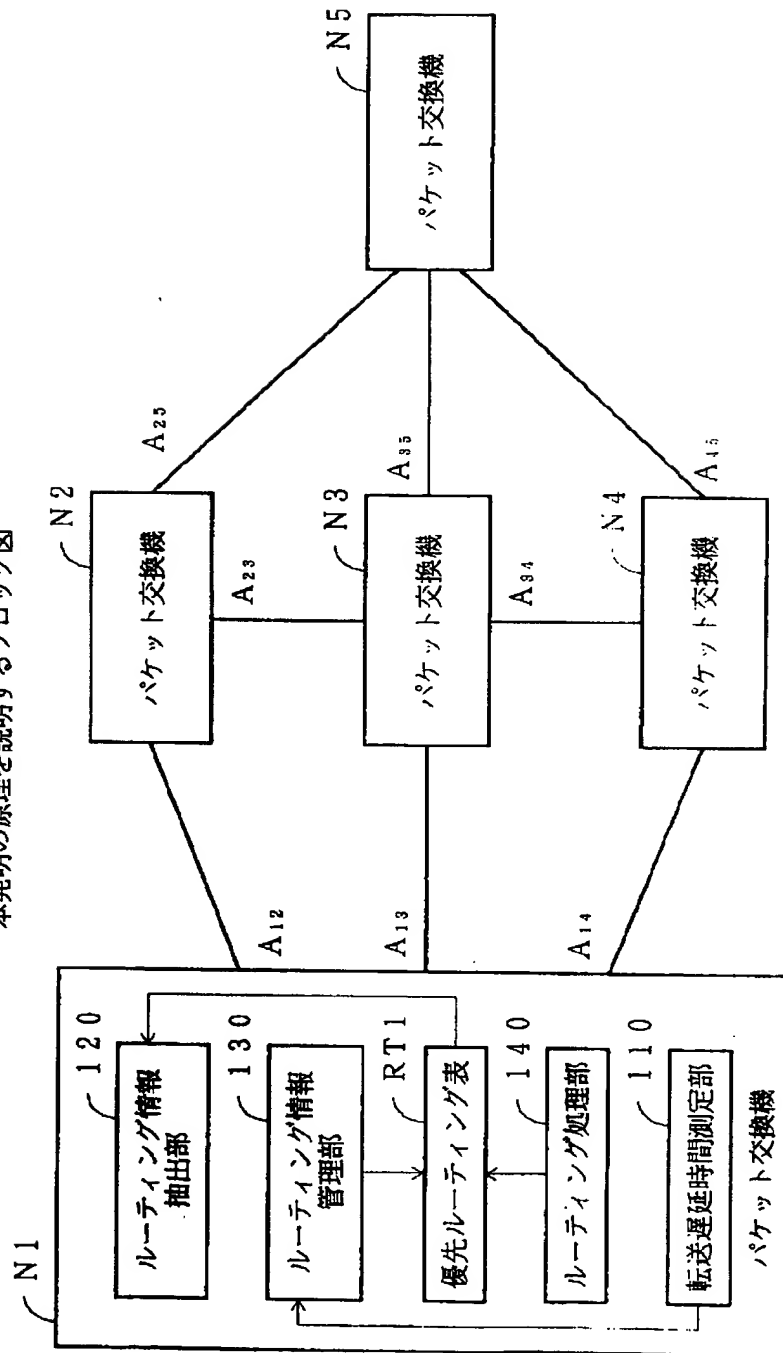 本発明の原理を説明するブロック図
N1
120
ルーティング情報
抽出部
130
ルーティング情報
管理部
RT1
優先ルーティング表
140
ルーティング処理部
110
転送遅延時間測定部
パケット交換機
A12
A13
A14
N2
パケット交換機
A23
N3
パケット交換機
A34
N4
パケット交換機
A25
A35
A45
N5
パケット交換機